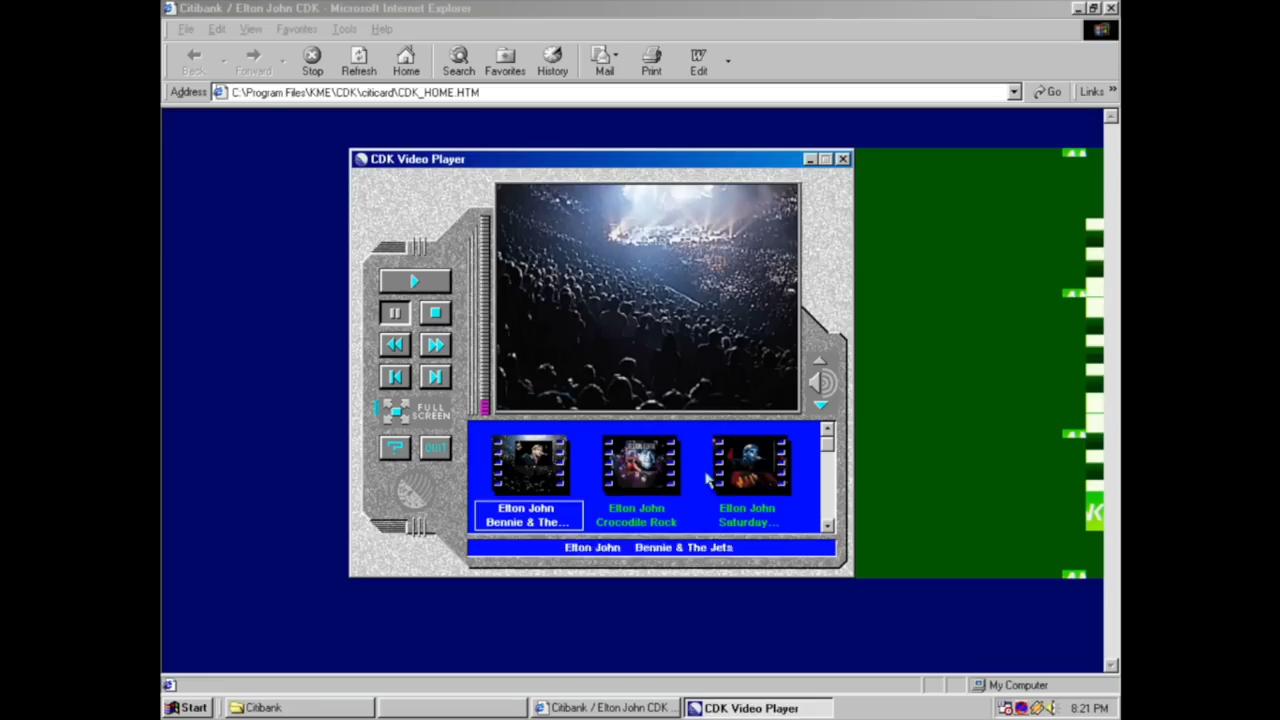 Citibank / Elton John CDK - Microsoft Internet Explorer
File Edit View Favorites Tools Help
Back Forward Stop Refresh Home Search Favorites History Mail Print Edit
Address C:\Program Files\KME\CDK\citicard\CDK_HOME.HTM Go Links »
CDK Video Player
FULL
SCREEN
? QUIT
Elton John Elton John Elton John
Bennie & The... Crocodile Rock Saturday...
Elton John Bennie & The Jets
My Computer
Start Citibank Citibank / Elton John CDK ... CDK Video Player 8:21 PM